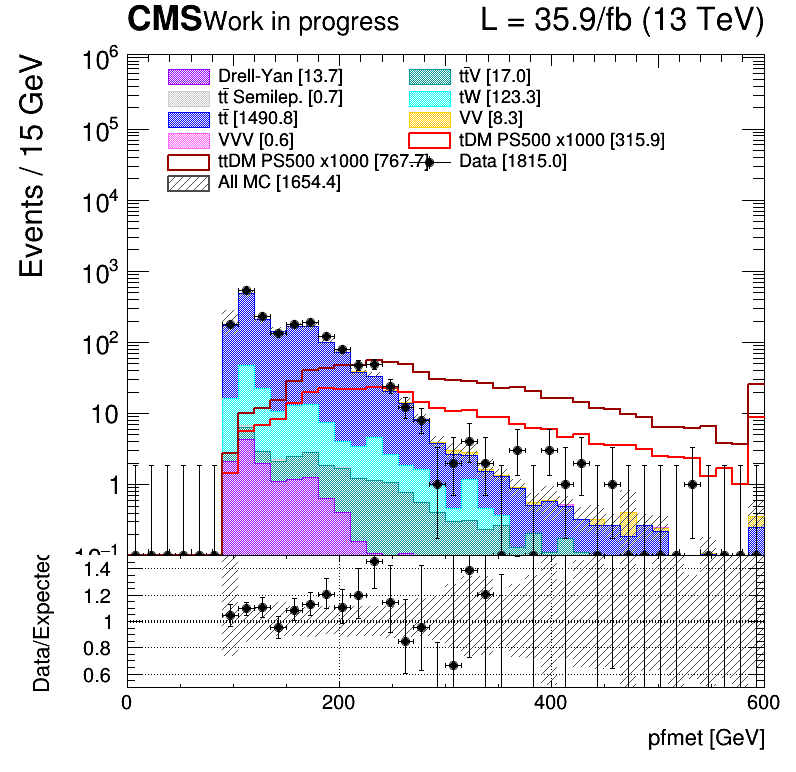 CMS Work in progress L = 35.9/fb (13 TeV)
Events / 15 GeV
10⁶
10⁵
10⁴
10³
10²
10
1
10⁻¹
Drell-Yan [13.7]
tt̄ Semilep. [0.7]
tt̄ [1490.8]
VVV [0.6]
ttDM PS500 x1000 [767.7]
All MC [1654.4]
tt̄V [17.0]
tW [123.3]
VV [8.3]
tDM PS500 x1000 [315.9]
Data [1815.0]
Data/Expected
1.4
1.2
1
0.8
0.6
0 200 400 600
pfmet [GeV]